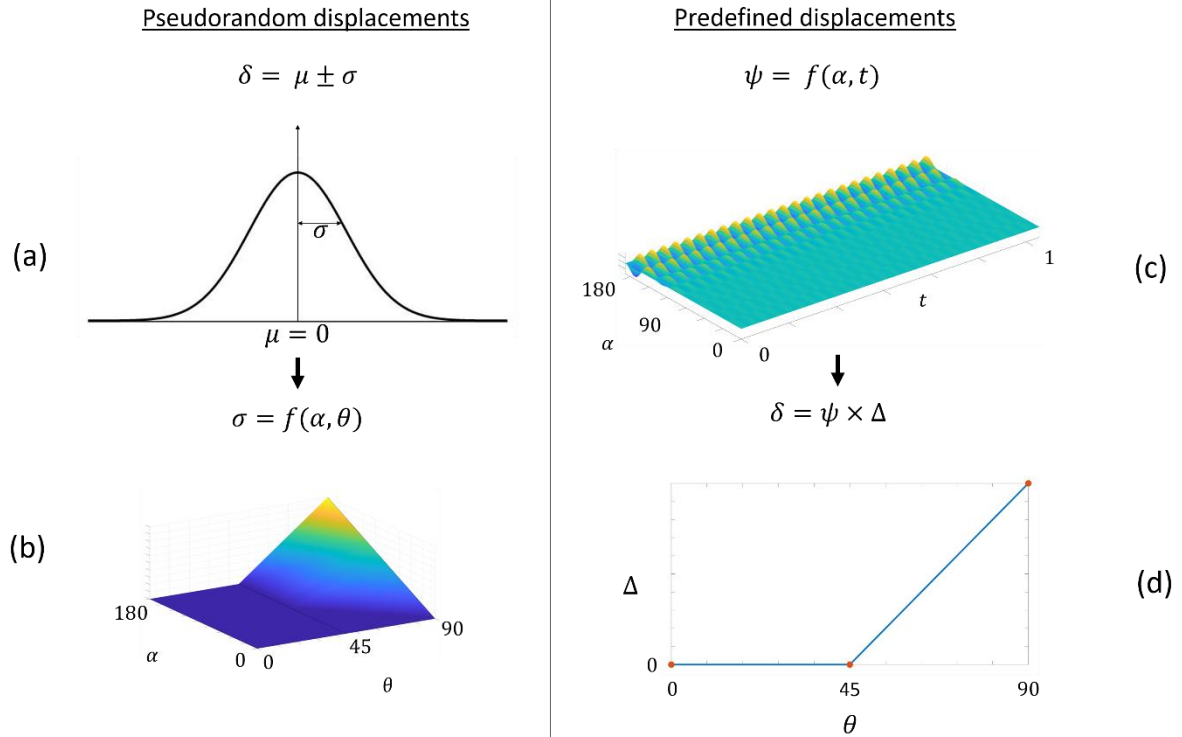 Pseudorandom displacements
δ = μ ± σ
(a)
σ
μ = 0
σ = f(α, θ)
(b)
180
α
0
0
45
90
θ
Predefined displacements
ψ = f(α, t)
(c)
180
90
α
0
0
t
1
δ = ψ × Δ
(d)
Δ
0
0
45
90
θ